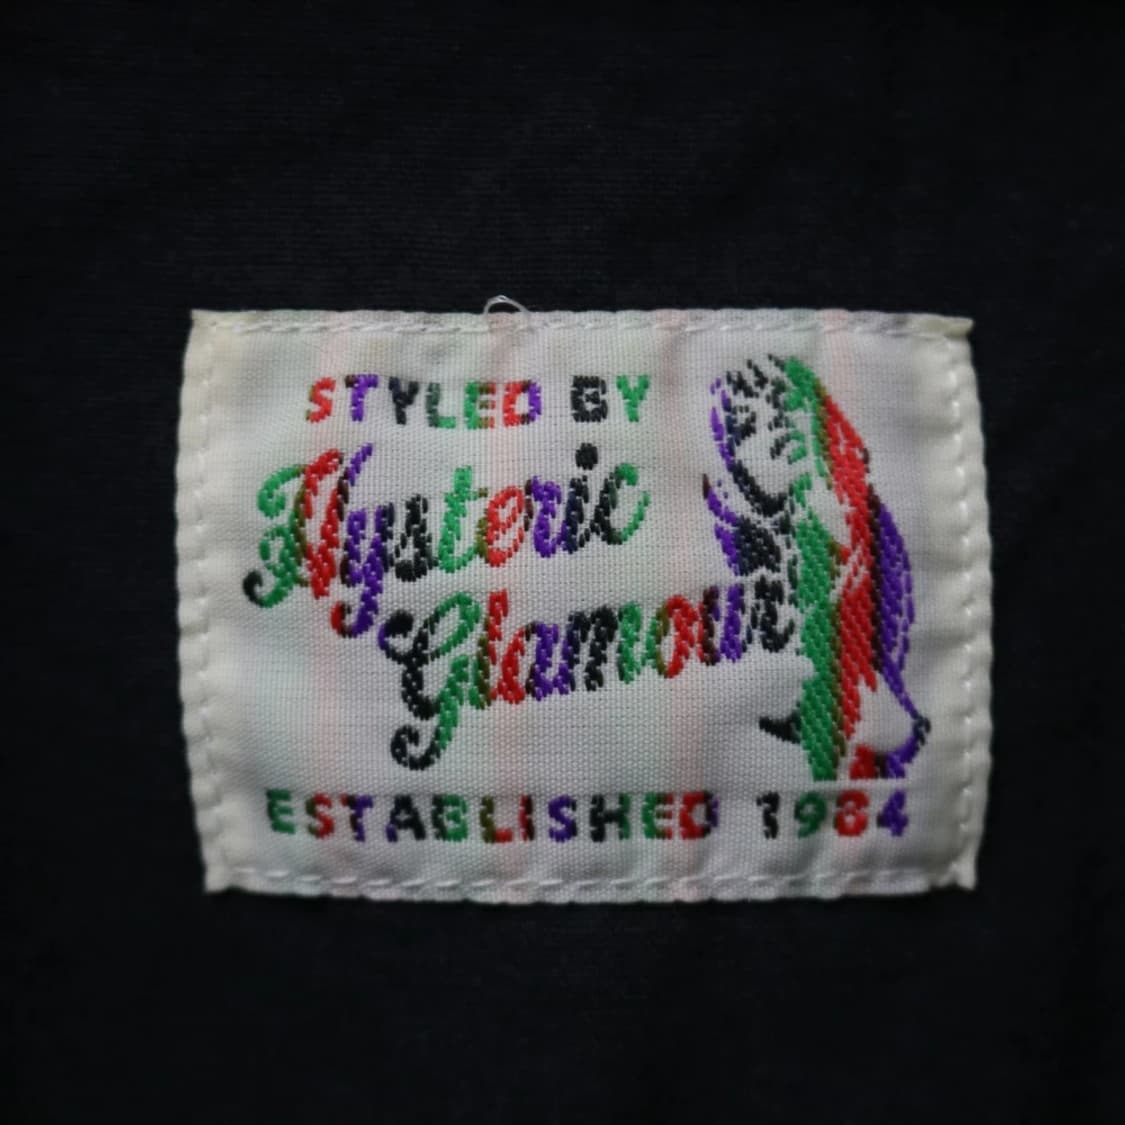 STYLED BY
Hysteric
Glamour
ESTABLISHED 1984